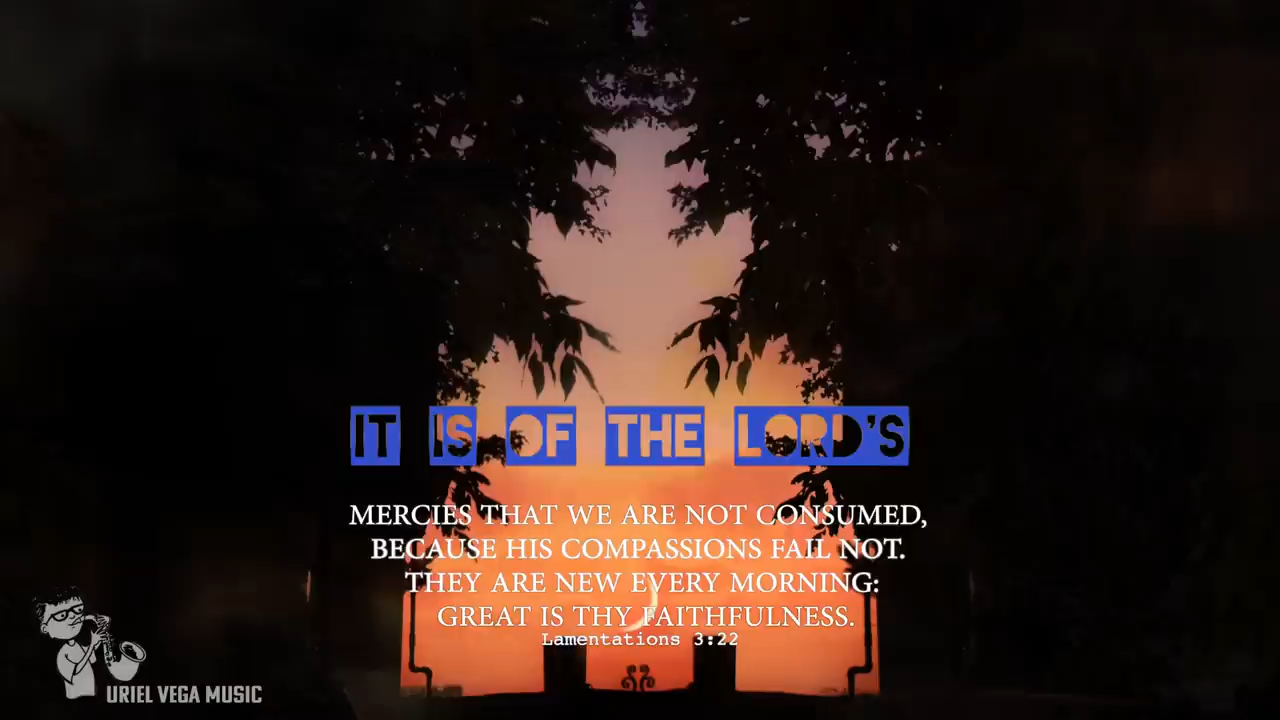 IT IS OF THE LORD'S
MERCIES THAT WE ARE NOT CONSUMED,
BECAUSE HIS COMPASSIONS FAIL NOT.
THEY ARE NEW EVERY MORNING:
GREAT IS THY FAITHFULNESS.
Lamentations 3:22
URIEL VEGA MUSIC